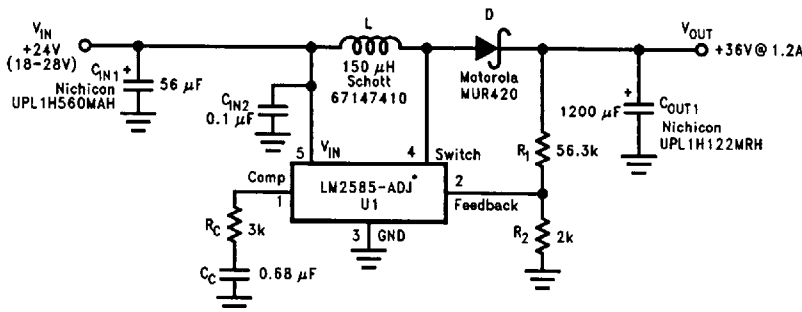 V_IN
+24V
(18–28V)
C_IN1 +
56 µF
Nichicon
UPL1H560MAH
C_IN2
0.1 µF
L
150 µH
Schott
67147410
D
Motorola
MUR420
V_OUT
+36V @ 1.2A
+
1200 µF
C_OUT1
Nichicon
UPL1H122MRH
R_1
56.3k
R_2
2k
5
V_IN
4
Switch
Comp
1
LM2585-ADJ*
U1
2
Feedback
3
GND
R_C
3k
C_C
0.68 µF